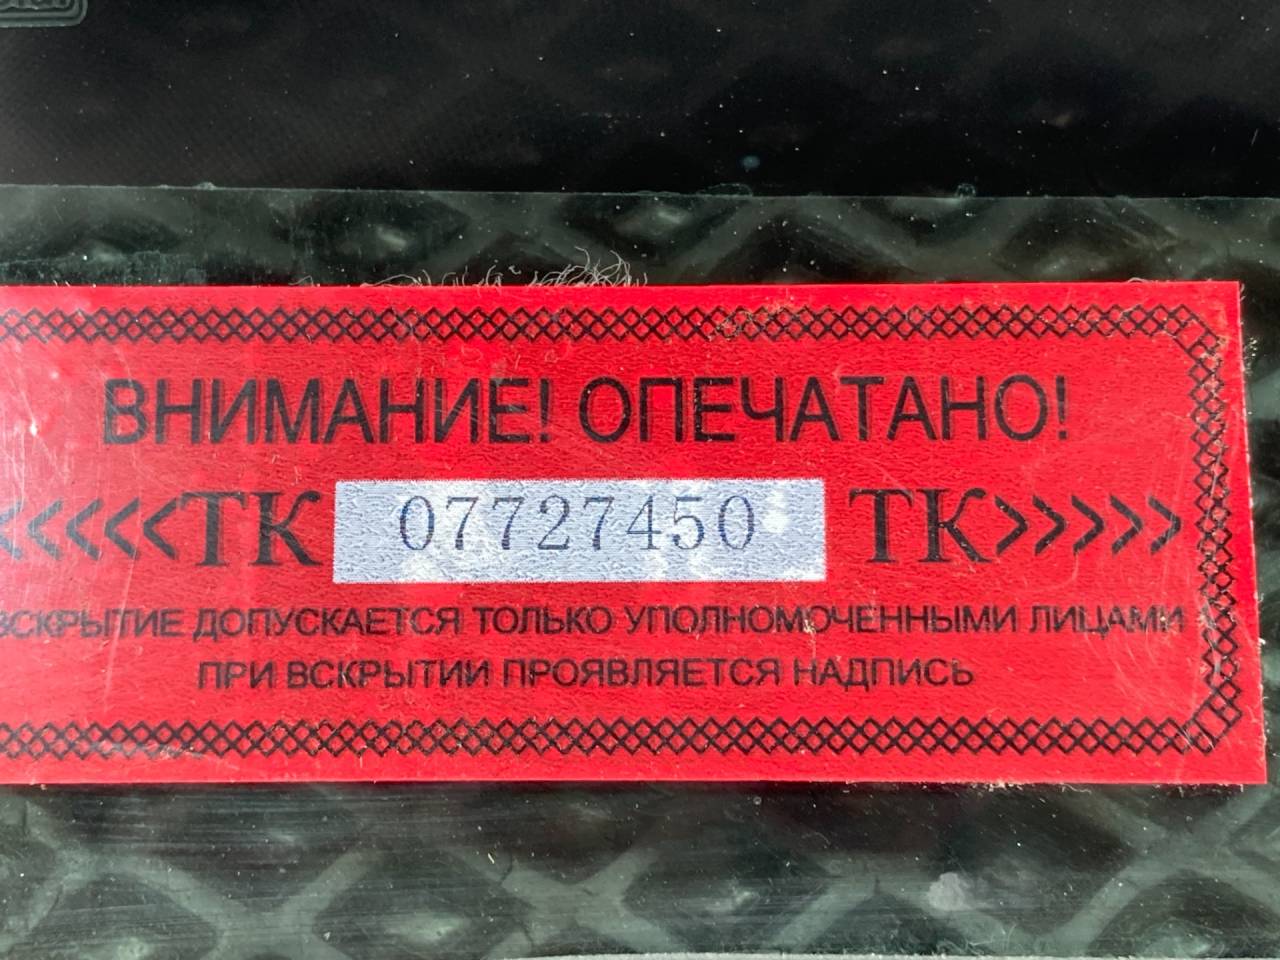 ВНИМАНИЕ! ОПЕЧАТАНО!
<<<<<ТК 07727450 ТК>>>>>
ВСКРЫТИЕ ДОПУСКАЕТСЯ ТОЛЬКО УПОЛНОМОЧЕННЫМИ ЛИЦАМИ
ПРИ ВСКРЫТИИ ПРОЯВЛЯЕТСЯ НАДПИСЬ